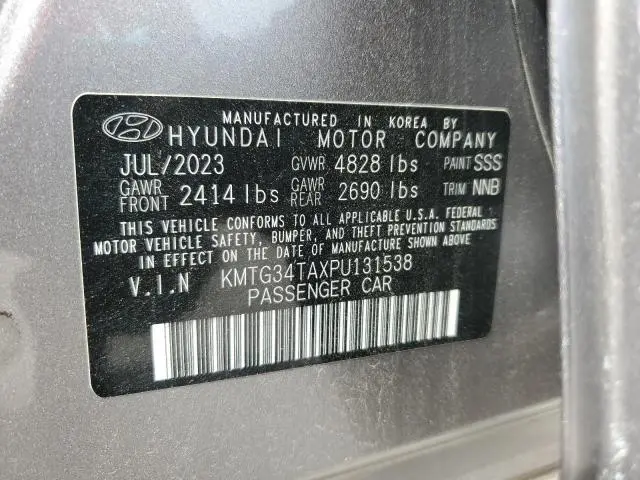 MANUFACTURED IN KOREA BY
HYUNDAI MOTOR COMPANY
JUL/2023 GVWR 4828 lbs PAINT SSS
GAWR FRONT 2414 lbs GAWR REAR 2690 lbs TRIM NNB
THIS VEHICLE CONFORMS TO ALL APPLICABLE U.S.A. FEDERAL
MOTOR VEHICLE SAFETY, BUMPER, AND THEFT PREVENTION STANDARDS
IN EFFECT ON THE DATE OF MANUFACTURE SHOWN ABOVE.
V.I.N KMTG34TAXPU131538
PASSENGER CAR